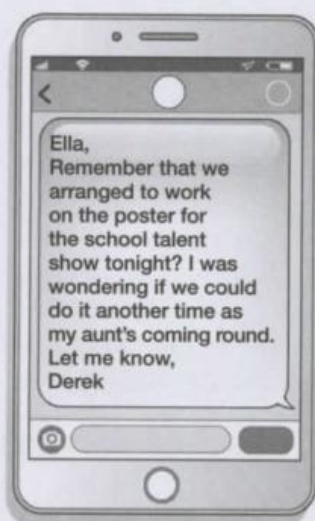 Ella,
Remember that we
arranged to work
on the poster for
the school talent
show tonight? I was
wondering if we could
do it another time as
my aunt's coming round.
Let me know,
Derek